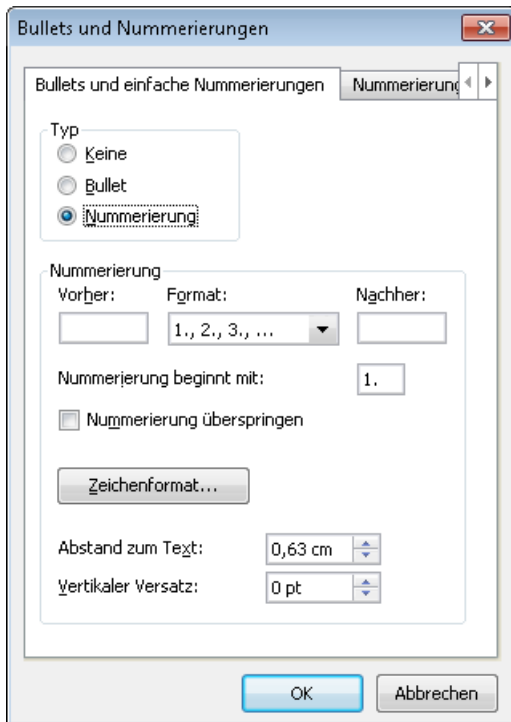 Bullets und Nummerierungen
Bullets und einfache Nummerierungen Nummerierung
Typ
Keine
Bullet
Nummerierung
Nummerierung
Vorher: Format: Nachher:
1., 2., 3., ...
Nummerierung beginnt mit: 1.
Nummerierung überspringen
Zeichenformat...
Abstand zum Text: 0,63 cm
Vertikaler Versatz: 0 pt
OK Abbrechen